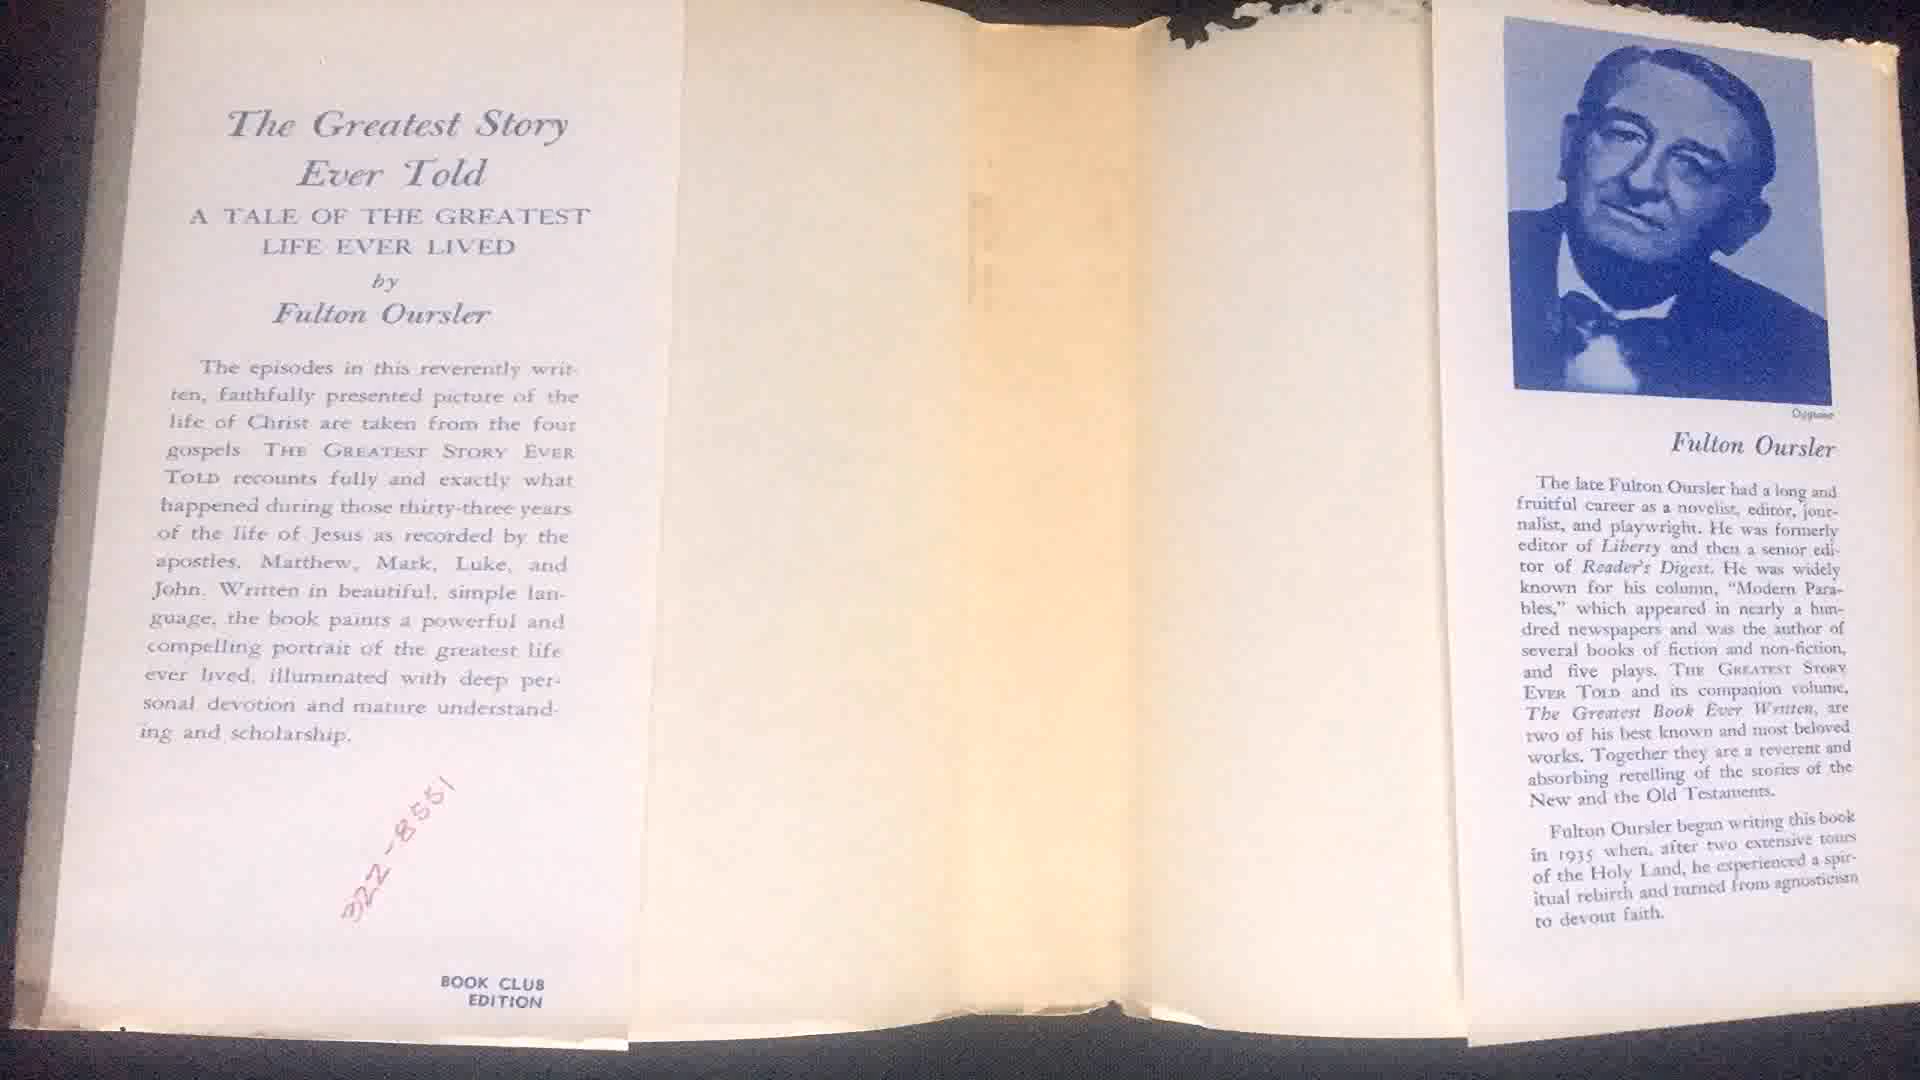 The Greatest Story
Ever Told
A TALE OF THE GREATEST
LIFE EVER LIVED
by
Fulton Oursler
The episodes in this reverently writ-
ten, faithfully presented picture of the
life of Christ are taken from the four
gospels. THE GREATEST STORY EVER
TOLD recounts fully and exactly what
happened during those thirty-three years
of the life of Jesus as recorded by the
apostles, Matthew, Mark, Luke, and
John. Written in beautiful, simple lan-
guage, the book paints a powerful and
compelling portrait of the greatest life
ever lived, illuminated with deep per-
sonal devotion and mature understand-
ing and scholarship.
322-8551
BOOK CLUB
EDITION
Fulton Oursler
The late Fulton Oursler had a long and
fruitful career as a novelist, editor, jour-
nalist, and playwright. He was formerly
editor of Liberty and then a senior edi-
tor of Reader's Digest. He was widely
known for his column, "Modern Para-
bles," which appeared in nearly a hun-
dred newspapers and was the author of
several books of fiction and non-fiction,
and five plays. THE GREATEST STORY
EVER TOLD and its companion volume,
The Greatest Book Ever Written, are
two of his best known and most beloved
works. Together they are a reverent and
absorbing retelling of the stories of the
New and the Old Testaments.
Fulton Oursler began writing this book
in 1935 when, after two extensive tours
of the Holy Land, he experienced a spir-
itual rebirth and turned from agnosticism
to devout faith.